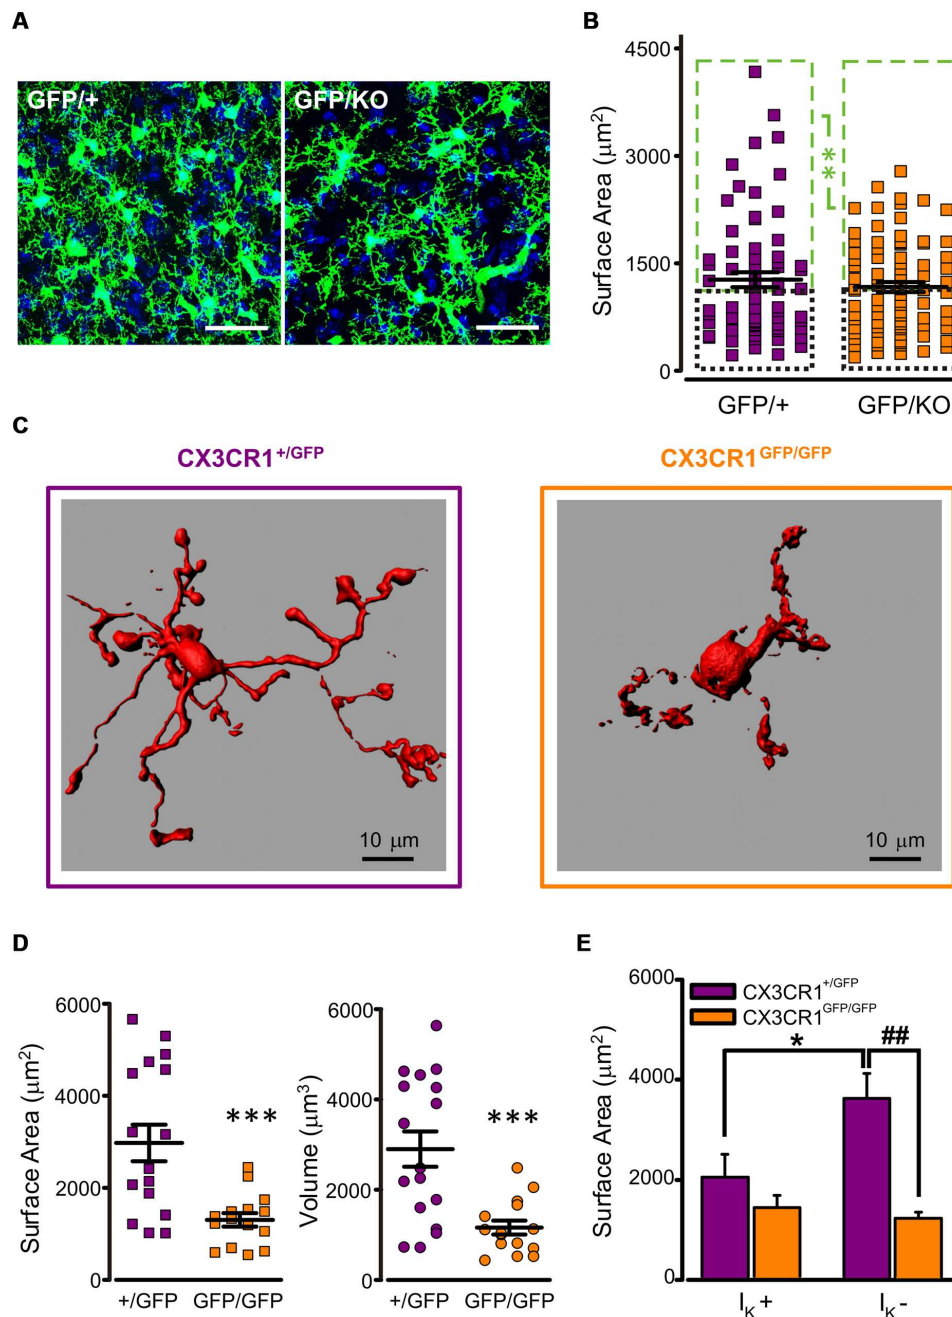 A
GFP/+
GFP/KO
B
Surface Area (μm²)
4500
3000
1500
0
**
GFP/+
GFP/KO
C
CX3CR1+/GFP
CX3CR1GFP/GFP
10 μm
10 μm
D
Surface Area (μm²)
6000
4000
2000
0
***
+/GFP
GFP/GFP
Volume (μm³)
6000
4000
2000
0
***
+/GFP
GFP/GFP
E
Surface Area (μm²)
6000
4000
2000
0
CX3CR1+/GFP
CX3CR1GFP/GFP
*
##
IK+
IK-